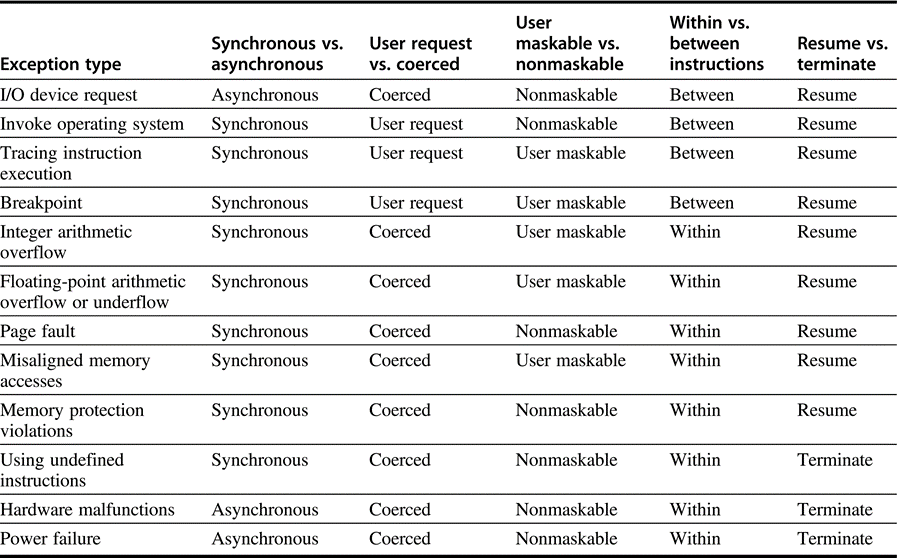 Exception type Synchronous vs. asynchronous User request vs. coerced User maskable vs. nonmaskable Within vs. between instructions Resume vs. terminate
I/O device request Asynchronous Coerced Nonmaskable Between Resume
Invoke operating system Synchronous User request Nonmaskable Between Resume
Tracing instruction execution Synchronous User request User maskable Between Resume
Breakpoint Synchronous User request User maskable Between Resume
Integer arithmetic overflow Synchronous Coerced User maskable Within Resume
Floating-point arithmetic overflow or underflow Synchronous Coerced User maskable Within Resume
Page fault Synchronous Coerced Nonmaskable Within Resume
Misaligned memory accesses Synchronous Coerced User maskable Within Resume
Memory protection violations Synchronous Coerced Nonmaskable Within Resume
Using undefined instructions Synchronous Coerced Nonmaskable Within Terminate
Hardware malfunctions Asynchronous Coerced Nonmaskable Within Terminate
Power failure Asynchronous Coerced Nonmaskable Within Terminate